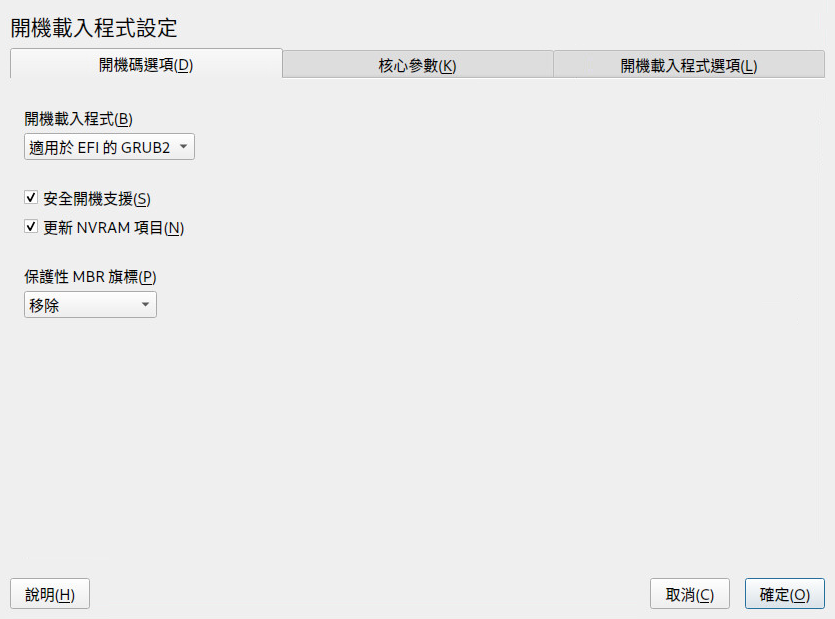 開機載入程式設定
開機碼選項(D) 核心參數(K) 開機載入程式選項(L)
開機載入程式(B)
適用於 EFI 的 GRUB2
安全開機支援(S)
更新 NVRAM 項目(N)
保護性 MBR 旗標(P)
移除
說明(H) 取消(C) 確定(O)